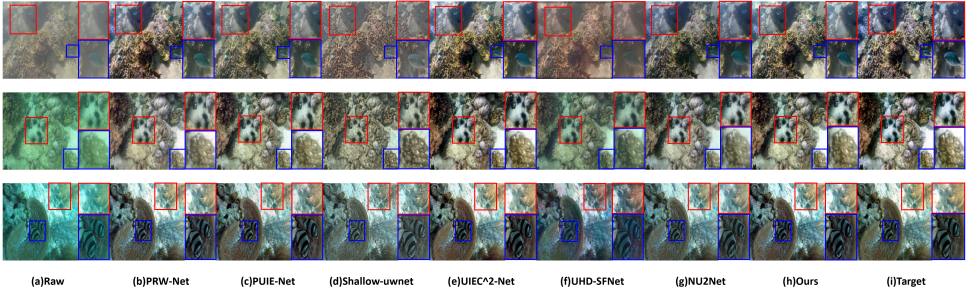 (a)Raw (b)PRW-Net (c)PUIE-Net (d)Shallow-uwnet (e)UIEC^2-Net (f)UHD-SFNet (g)NU2Net (h)Ours (i)Target